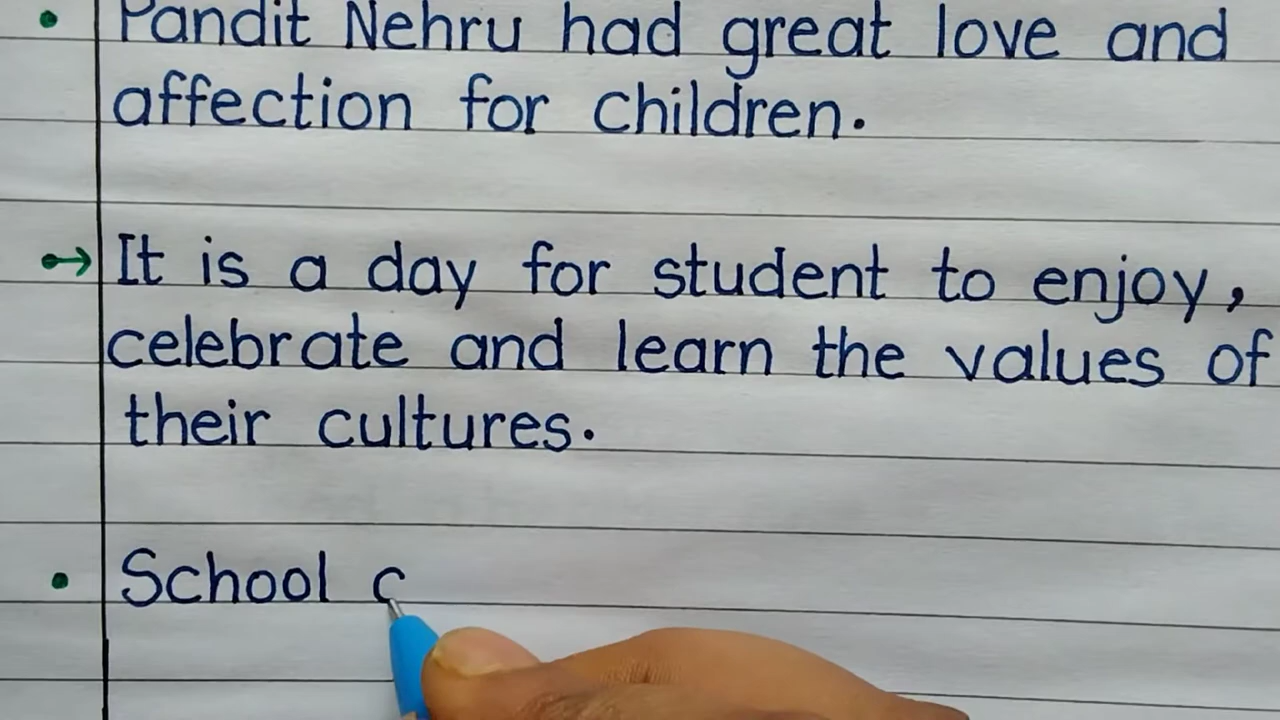 Pandit Nehru had great love and
affection for children.
It is a day for student to enjoy,
celebrate and learn the values of
their cultures.
School c